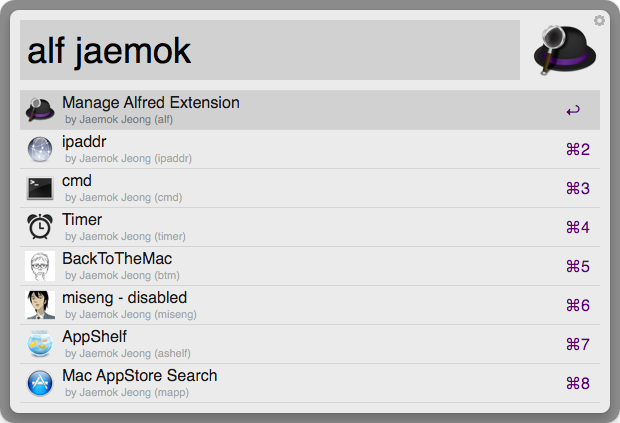 alf jaemok
Manage Alfred Extension
by Jaemok Jeong (alf)
↩
ipaddr
by Jaemok Jeong (ipaddr)
⌘2
cmd
by Jaemok Jeong (cmd)
⌘3
Timer
by Jaemok Jeong (timer)
⌘4
BackToTheMac
by Jaemok Jeong (btm)
⌘5
miseng - disabled
by Jaemok Jeong (miseng)
⌘6
AppShelf
by Jaemok Jeong (ashelf)
⌘7
Mac AppStore Search
by Jaemok Jeong (mapp)
⌘8